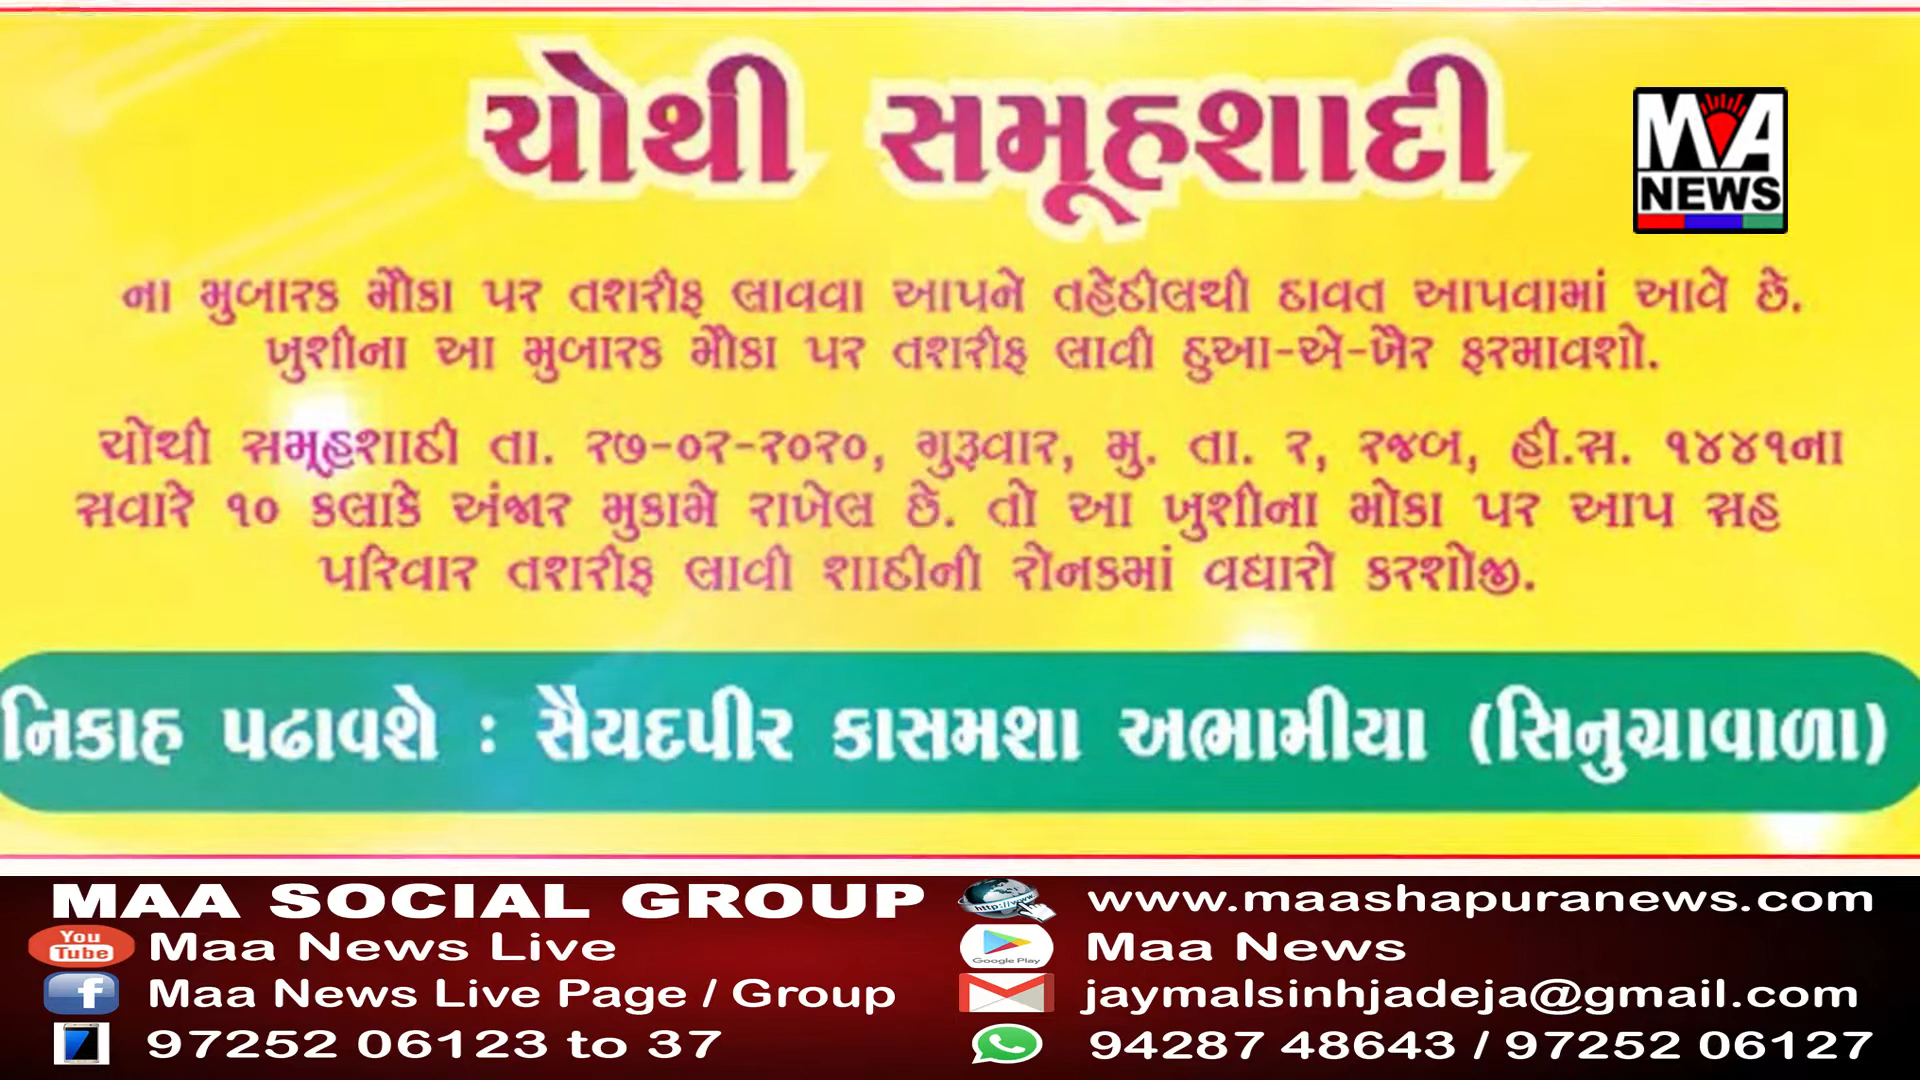 ચોથી સમૂહશાદી
MAA NEWS
ના મુબારક મૌકા પર તશરીફ લાવવા આપને તહેદીલથી દાવત આપવામાં આવે છે.
ખુશીના આ મુબારક મૌકા પર તશરીફ લાવી દુઆ-એ-ખૈર ફરમાવશો.
ચોથી સમૂહશાદી તા. ૨૭-૦૨-૨૦૨૦, ગુરૂવાર, મુ. તા. ૨, રજબ, હી.સ. ૧૪૪૧ના
સવારે ૧૦ કલાકે અંજાર મુકામે રાખેલ છે. તો આ ખુશીના મોકા પર આપ સહ
પરિવાર તશરીફ લાવી શાદીની રોનકમાં વધારો કરશોજી.
નિકાહ પઢાવશે : સૈયદપીર કાસમશા અભામીયા (સિનુગ્રાવાળા)
MAA SOCIAL GROUP
You Tube Maa News Live
f Maa News Live Page / Group
97252 06123 to 37
http://www www.maashapuranews.com
Google Play Maa News
jaymalsinhjadeja@gmail.com
94287 48643 / 97252 06127